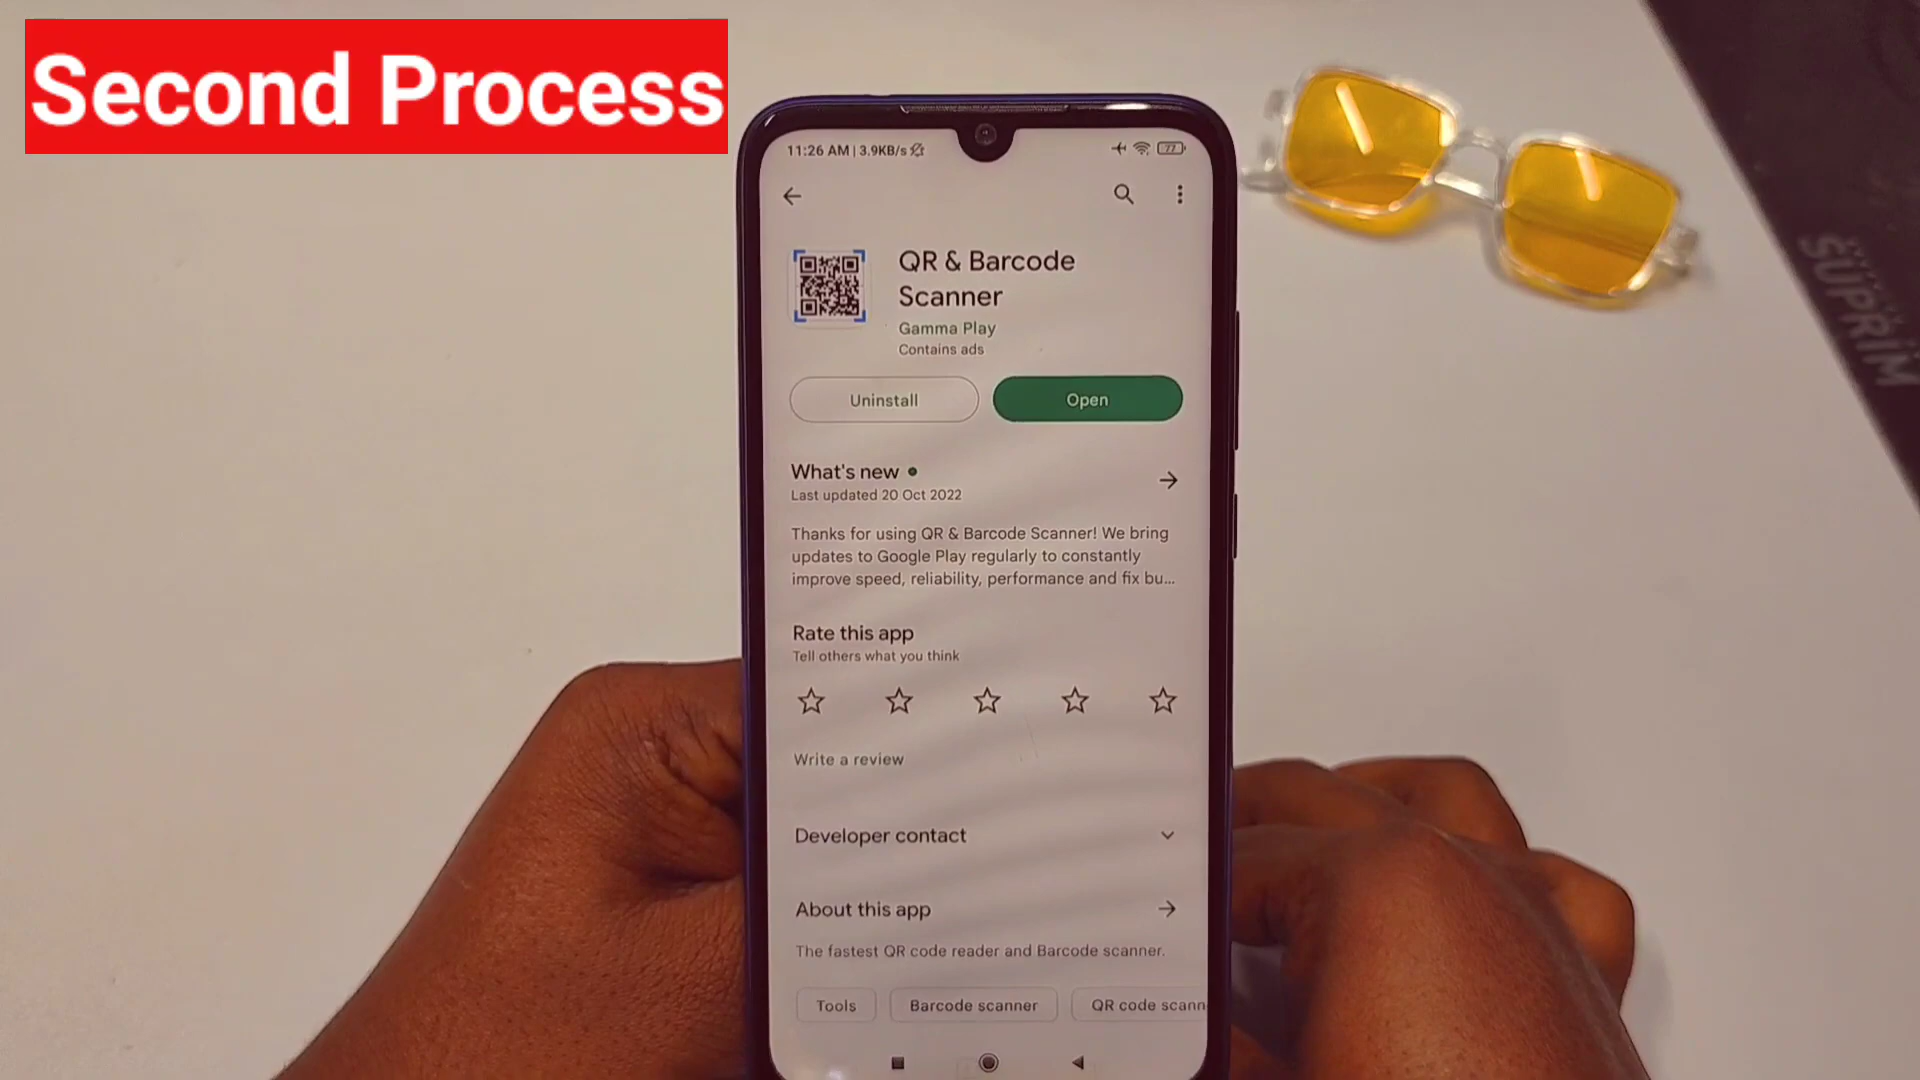 Second Process
11:26 AM | 3.9KB/s
77
QR & Barcode
Scanner
Gamma Play
Contains ads
Uninstall
Open
What's new
Last updated 20 Oct 2022
Thanks for using QR & Barcode Scanner! We bring
updates to Google Play regularly to constantly
improve speed, reliability, performance and fix bu...
Rate this app
Tell others what you think
Write a review
Developer contact
About this app
The fastest QR code reader and Barcode scanner.
Tools
Barcode scanner
QR code scann
SUPRIM